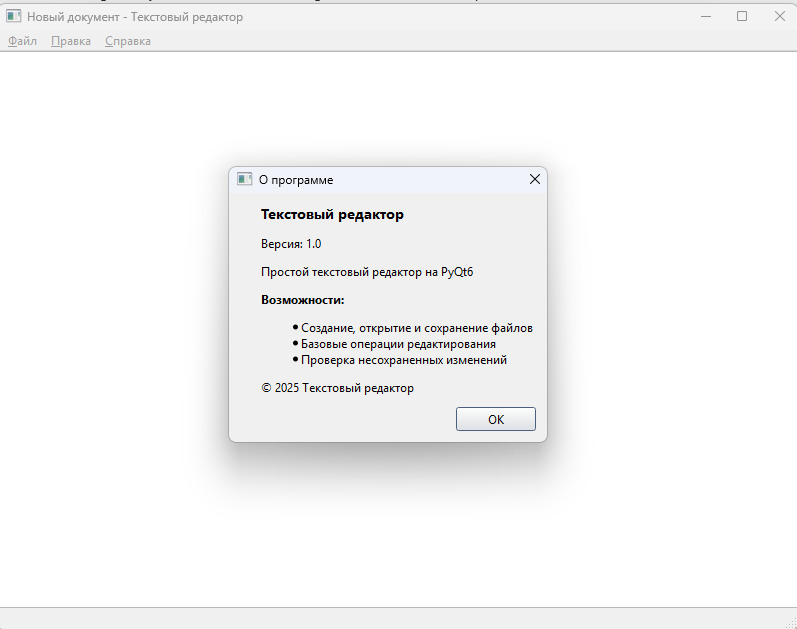 Новый документ - Текстовый редактор
Файл Правка Справка
О программе
Текстовый редактор
Версия: 1.0
Простой текстовый редактор на PyQt6
Возможности:
• Создание, открытие и сохранение файлов
• Базовые операции редактирования
• Проверка несохраненных изменений
© 2025 Текстовый редактор
OK